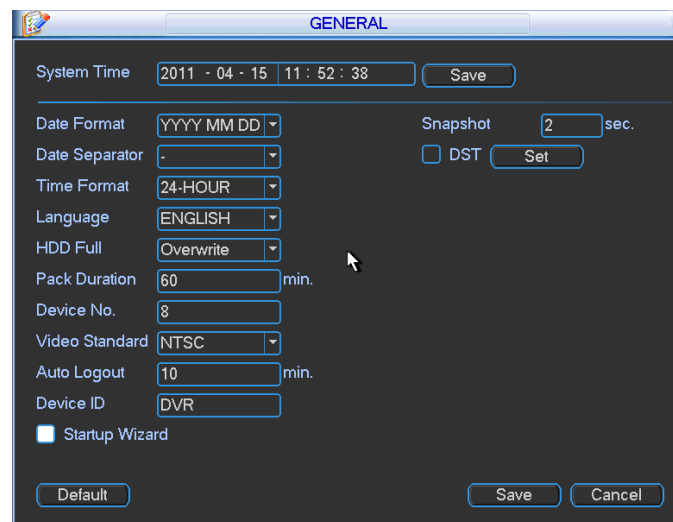 GENERAL
System Time 2011 - 04 - 15 11 : 52 : 38 Save
Date Format YYYY MM DD Snapshot 2 sec.
Date Separator - DST Set
Time Format 24-HOUR
Language ENGLISH
HDD Full Overwrite
Pack Duration 60 min.
Device No. 8
Video Standard NTSC
Auto Logout 10 min.
Device ID DVR
Startup Wizard
Default Save Cancel